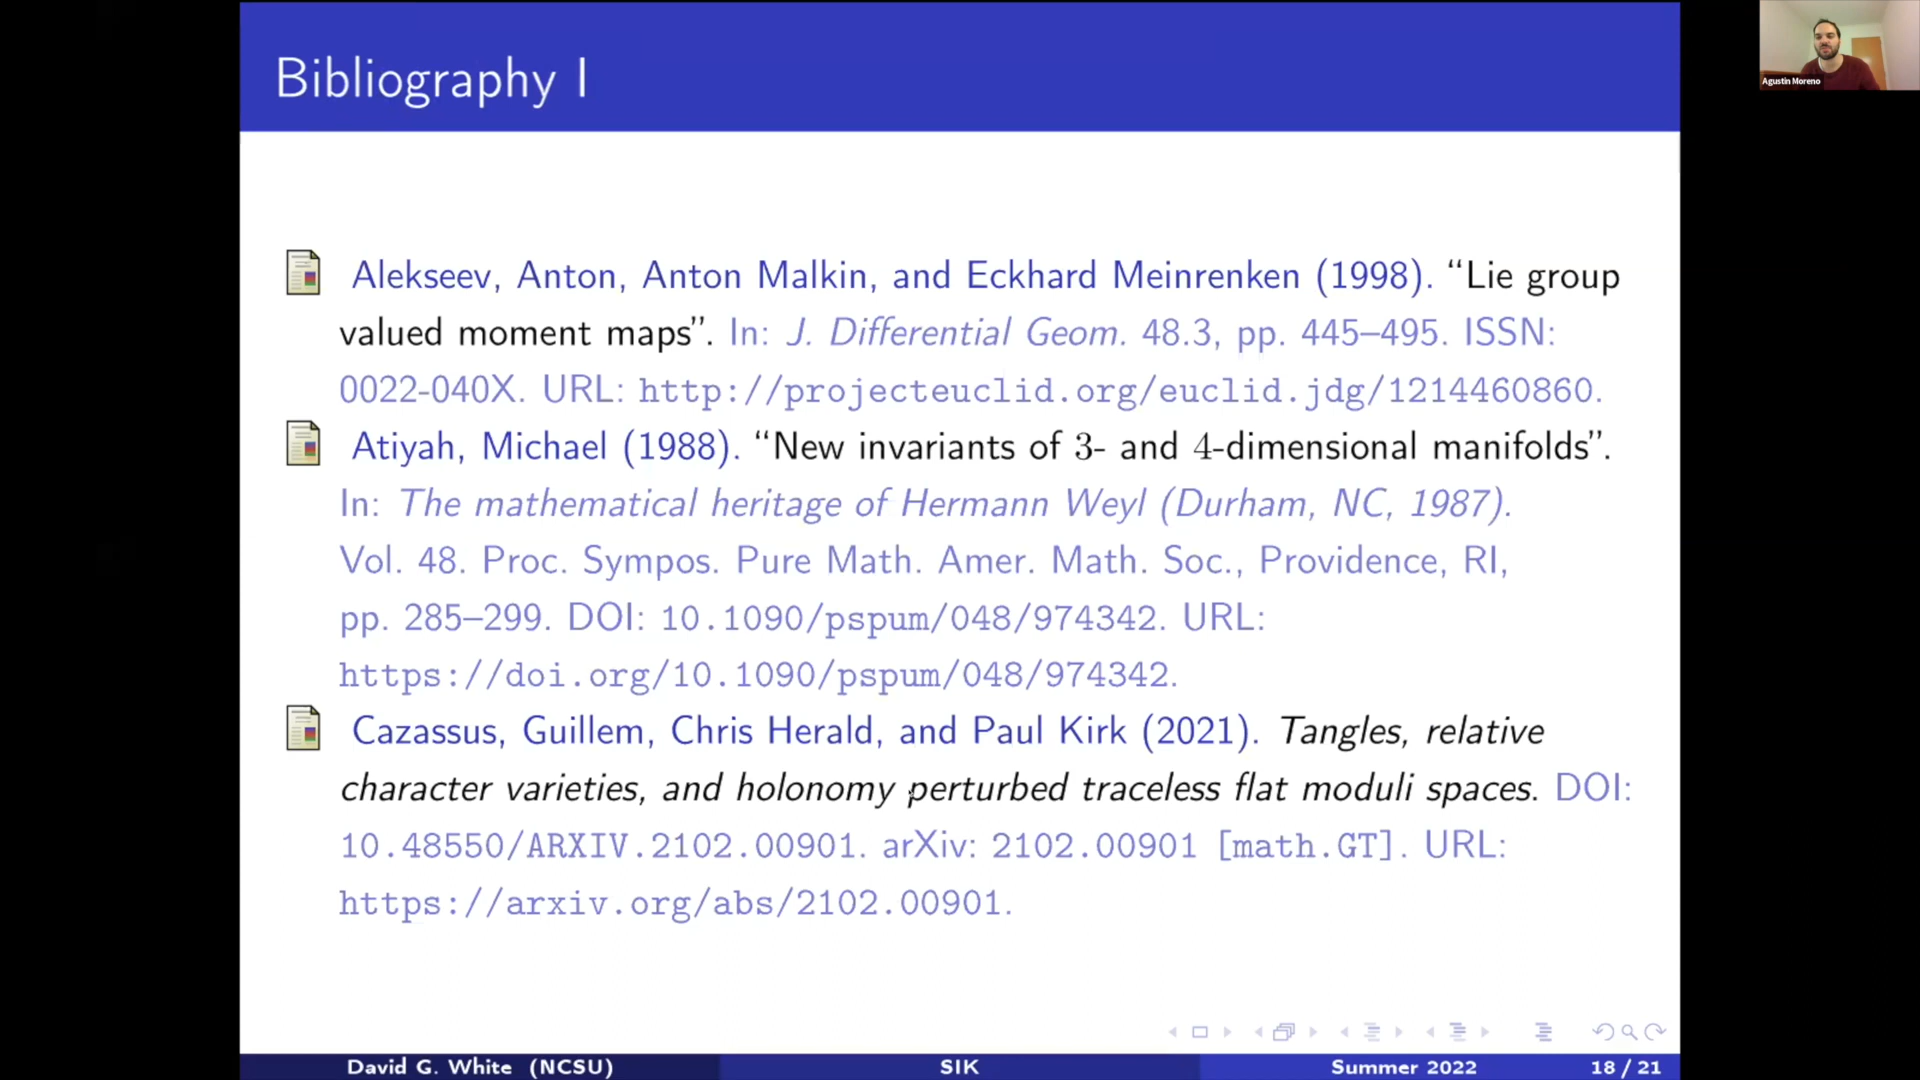 Bibliography I
Agustin Moreno
Alekseev, Anton, Anton Malkin, and Eckhard Meinrenken (1998). “Lie group
valued moment maps”. In: J. Differential Geom. 48.3, pp. 445–495. ISSN:
0022-040X. URL: http://projecteuclid.org/euclid.jdg/1214460860.
Atiyah, Michael (1988). “New invariants of 3- and 4-dimensional manifolds”.
In: The mathematical heritage of Hermann Weyl (Durham, NC, 1987).
Vol. 48. Proc. Sympos. Pure Math. Amer. Math. Soc., Providence, RI,
pp. 285–299. DOI: 10.1090/pspum/048/974342. URL:
https://doi.org/10.1090/pspum/048/974342.
Cazassus, Guillem, Chris Herald, and Paul Kirk (2021). Tangles, relative
character varieties, and holonomy perturbed traceless flat moduli spaces. DOI:
10.48550/ARXIV.2102.00901. arXiv: 2102.00901 [math.GT]. URL:
https://arxiv.org/abs/2102.00901.
David G. White (NCSU) SIK Summer 2022 18 / 21